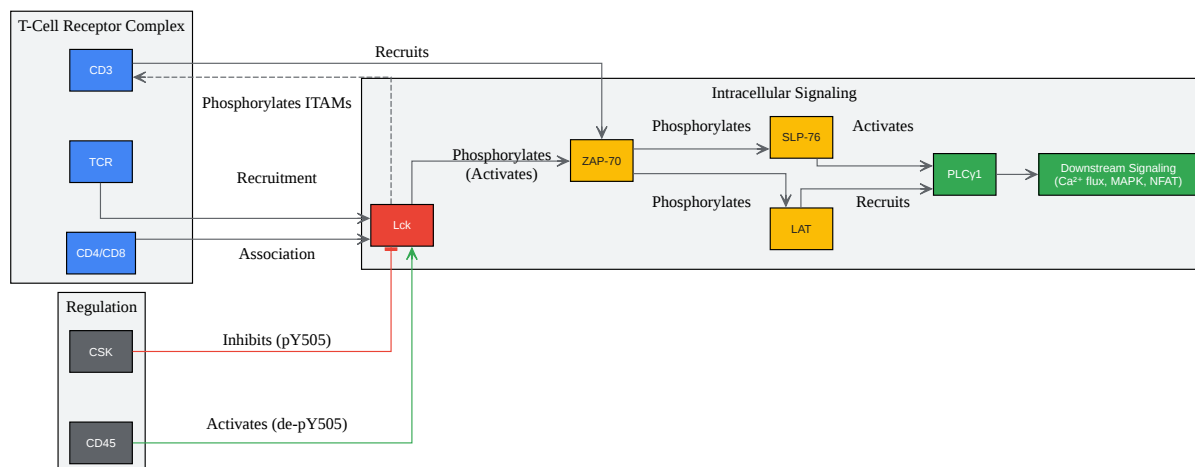 T-Cell Receptor Complex
CD3
Recruits
Phosphorylates ITAMs
Intracellular Signaling
TCR
Recruitment
Phosphorylates
(Activates)
ZAP-70
Phosphorylates
SLP-76
Activates
PLCγ1
Downstream Signaling
(Ca²⁺ flux, MAPK, NFAT)
Phosphorylates
LAT
Recruits
Lck
CD4/CD8
Association
Regulation
CSK
Inhibits (pY505)
CD45
Activates (de-pY505)